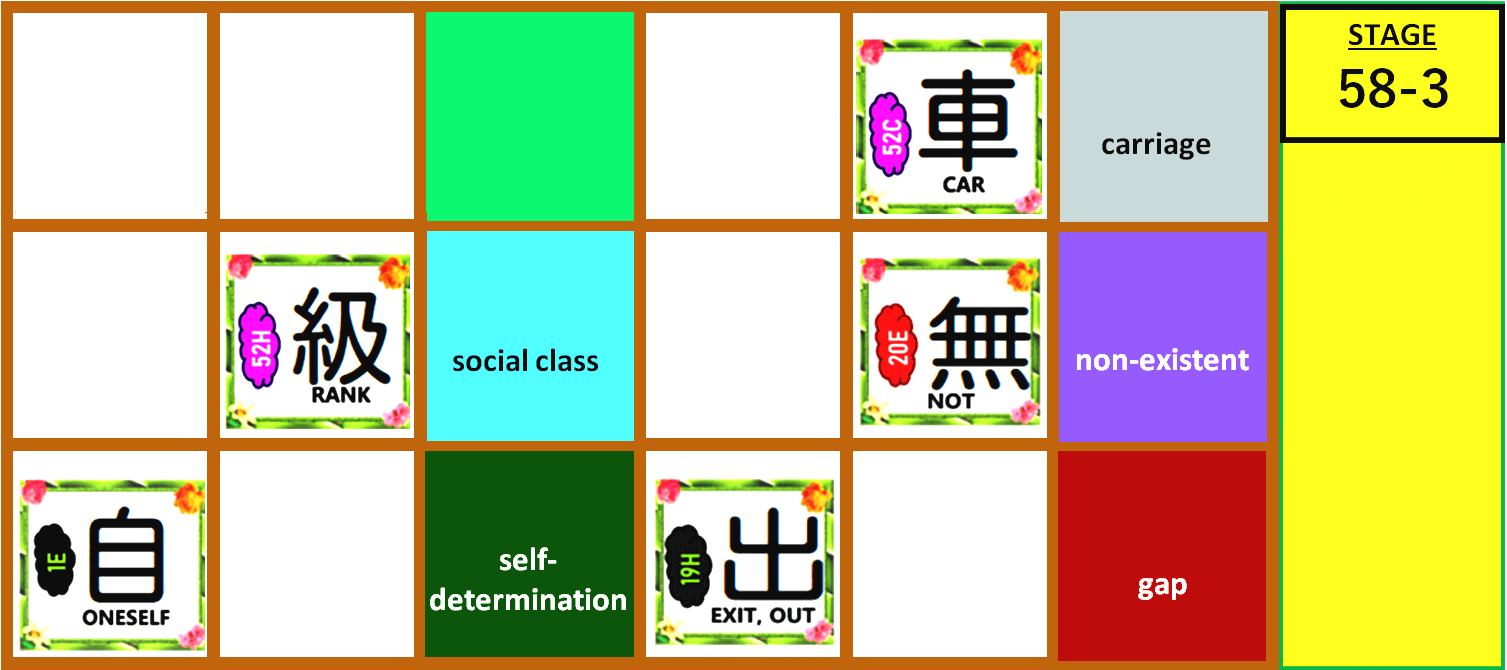 STAGE
58-3
52C
車
CAR
carriage
52H
級
RANK
social class
20E
無
NOT
non-existent
1E
自
ONESELF
self-
determination
19H
出
EXIT, OUT
gap